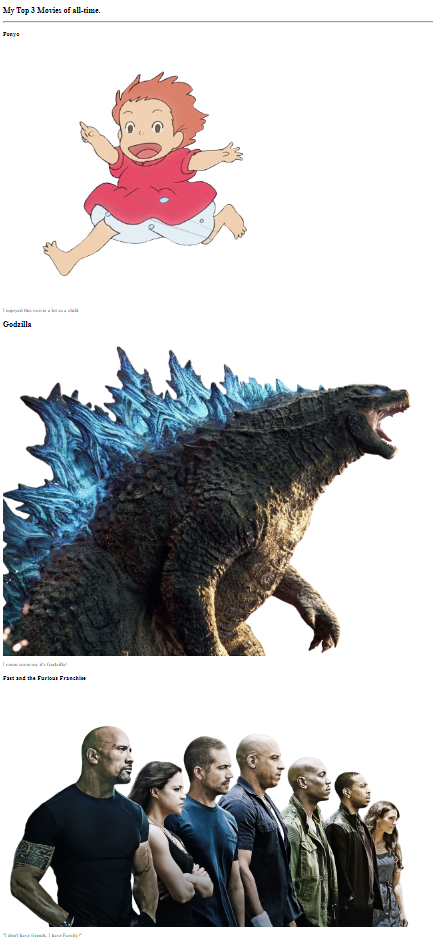 My Top 3 Movies of all-time.
Ponyo
I enjoyed this movie a lot as a child
Godzilla
I mean come on, it's Godzilla!
Fast and the Furious Franchise
"I don't have friends, I have Family!"